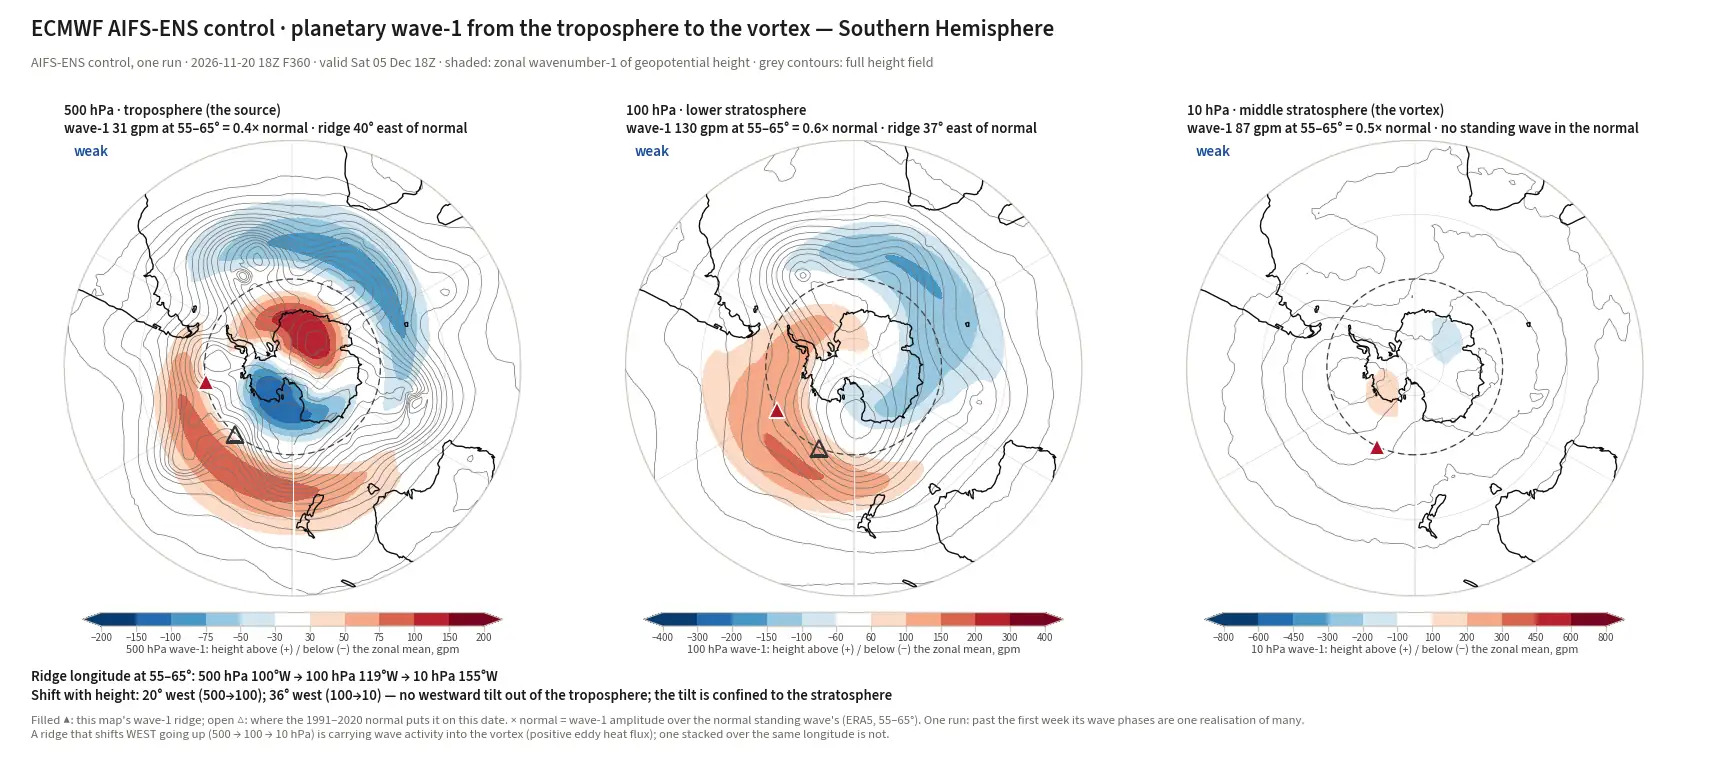 ECMWF AIFS-ENS control · planetary wave-1 from the troposphere to the vortex — Southern Hemisphere
AIFS-ENS control, one run · 2026-11-20 18Z F360 · valid Sat 05 Dec 18Z · shaded: zonal wavenumber-1 of geopotential height · grey contours: full height field
500 hPa · troposphere (the source)
wave-1 31 gpm at 55–65° = 0.4× normal · ridge 40° east of normal
weak
100 hPa · lower stratosphere
wave-1 130 gpm at 55–65° = 0.6× normal · ridge 37° east of normal
weak
10 hPa · middle stratosphere (the vortex)
wave-1 87 gpm at 55–65° = 0.5× normal · no standing wave in the normal
weak
−200 −150 −100 −75 −50 −30 30 50 75 100 150 200
500 hPa wave-1: height above (+) / below (−) the zonal mean, gpm
−400 −300 −200 −150 −100 −60 60 100 150 200 300 400
100 hPa wave-1: height above (+) / below (−) the zonal mean, gpm
−800 −600 −450 −300 −200 −100 100 200 300 450 600 800
10 hPa wave-1: height above (+) / below (−) the zonal mean, gpm
Ridge longitude at 55–65°: 500 hPa 100°W → 100 hPa 119°W → 10 hPa 155°W
Shift with height: 20° west (500→100); 36° west (100→10) — no westward tilt out of the troposphere; the tilt is confined to the stratosphere
Filled ▲: this map's wave-1 ridge; open △: where the 1991–2020 normal puts it on this date. × normal = wave-1 amplitude over the normal standing wave's (ERA5, 55–65°). One run: past the first week its wave phases are one realisation of many.
A ridge that shifts WEST going up (500 → 100 → 10 hPa) is carrying wave activity into the vortex (positive eddy heat flux); one stacked over the same longitude is not.